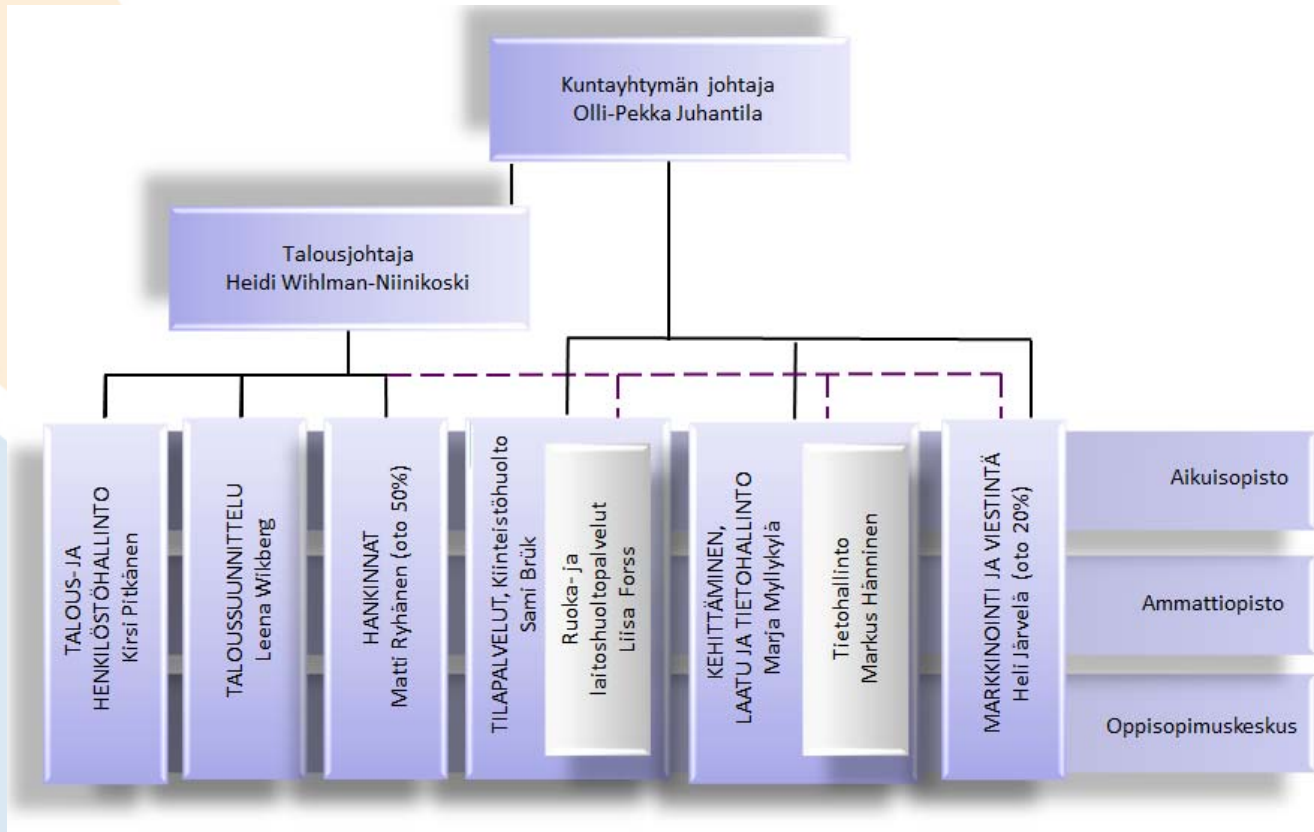 Kuntayhtymän johtaja
Olli-Pekka Juhantila
Talousjohtaja
Heidi Wihlman-Niinikoski
TALOUS- JA
HENKILÖSTÖHALLINTO
Kirsi Pitkänen
TALOUSSUUNNITTELU
Leena Wikberg
HANKINNAT
Matti Ryhänen (oto 50%)
TILAPALVELUT, Kiinteistöhuolto
Sami Brük
Ruoka- ja
laitoshuoltopalvelut
Liisa Forss
KEHITTÄMINEN,
LAATU JA TIETOHALLINTO
Marja Myllykylä
Tietohallinto
Markus Hänninen
MARKKINOINTI JA VIESTINTÄ
Heli Järvelä (oto 20%)
Aikuisopisto
Ammattiopisto
Oppisopimuskeskus